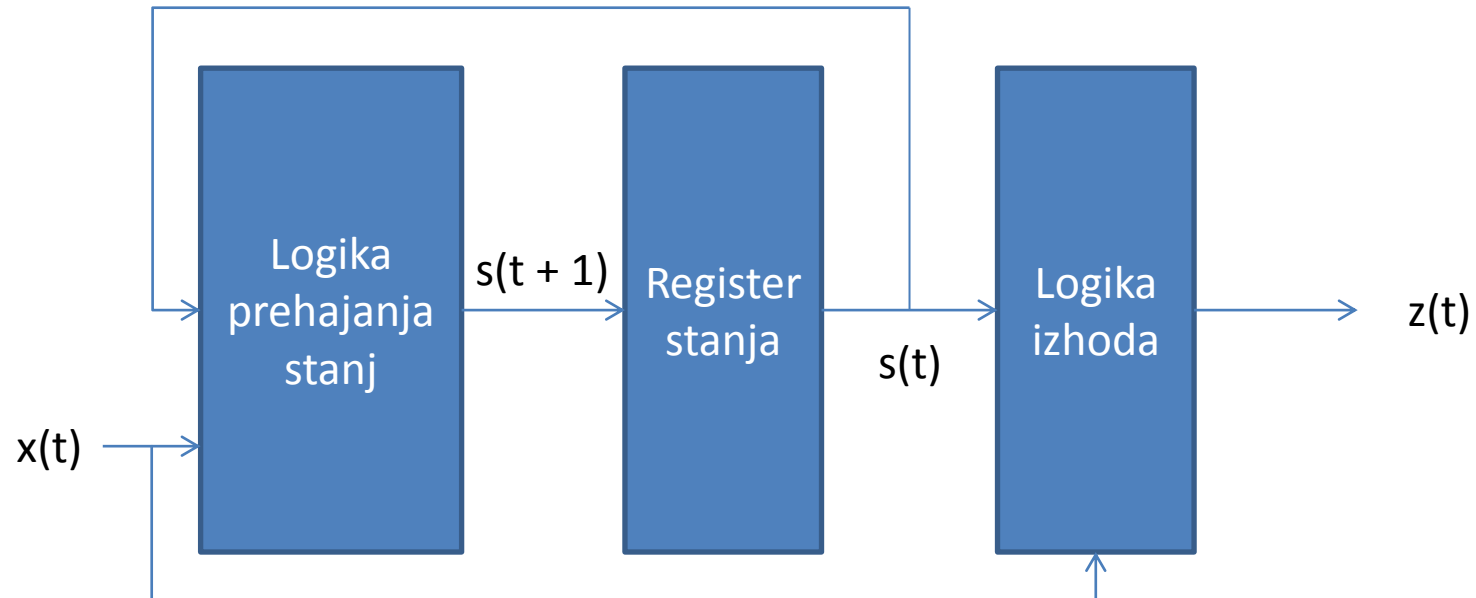 x(t)
Logika
prehajanja
stanj
s(t + 1)
Register
stanja
s(t)
Logika
izhoda
z(t)